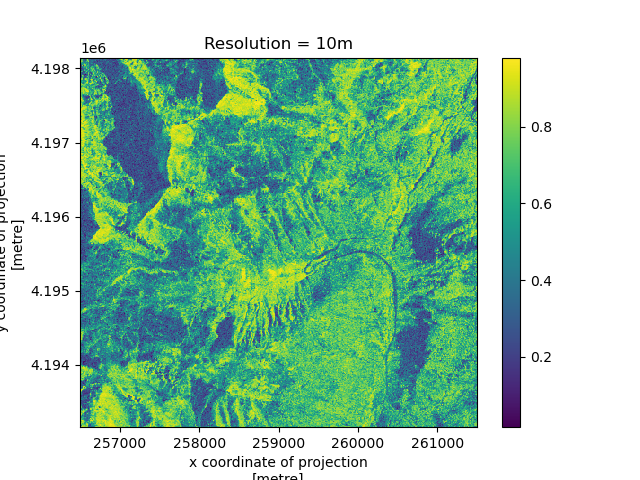 Resolution = 10m
1e6
4.198
4.197
4.196
4.195
4.194
y coordinate of projection
[metre]
257000 258000 259000 260000 261000
x coordinate of projection
[metre]
0.8
0.6
0.4
0.2